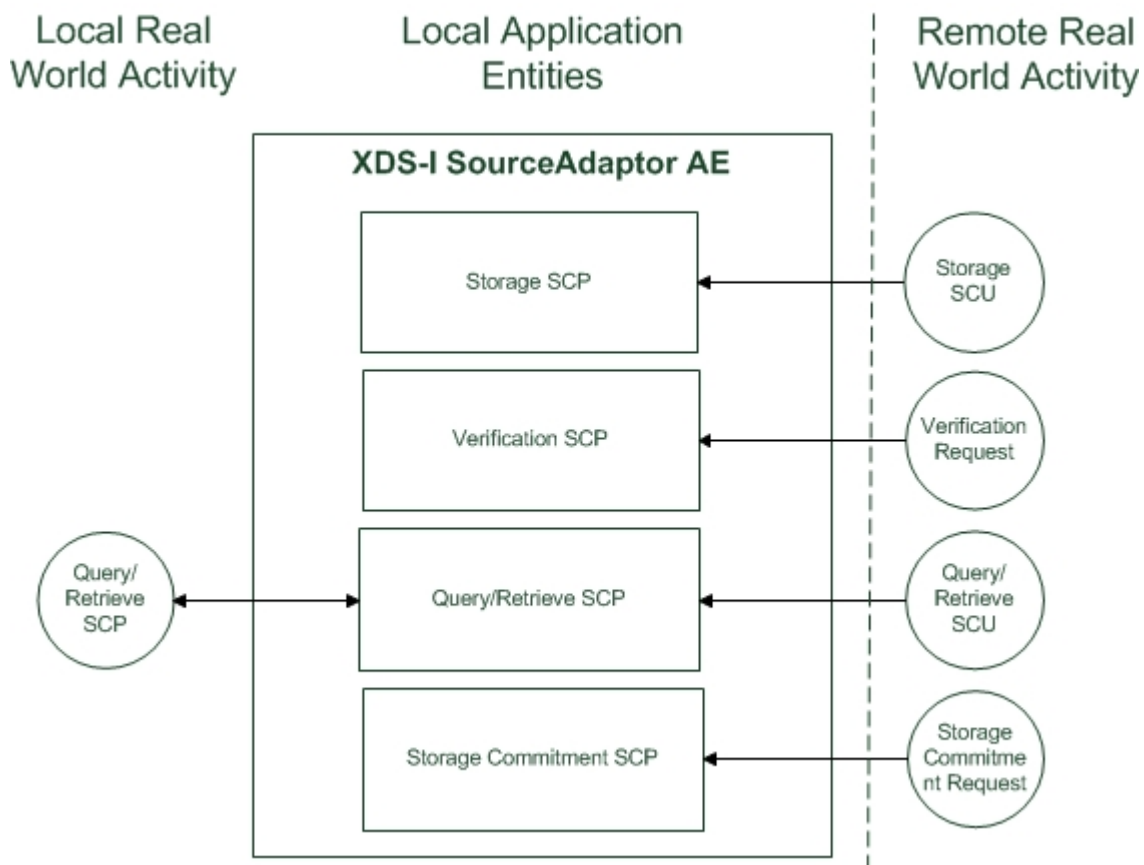 Local Real
World Activity
Local Application
Entities
Remote Real
World Activity
XDS-I SourceAdaptor AE
Storage SCP
Storage
SCU
Verification SCP
Verification
Request
Query/
Retrieve
SCP
Query/Retrieve SCP
Query/
Retrieve
SCU
Storage Commitment SCP
Storage
Commitme
nt Request